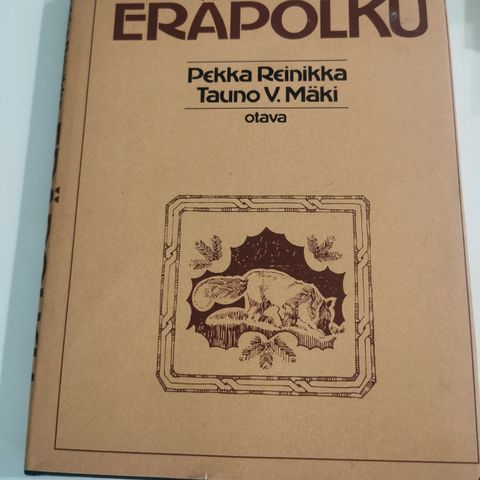 ERÄPOLKU
Pekka Reinikka
Tauno V. Mäki
otava